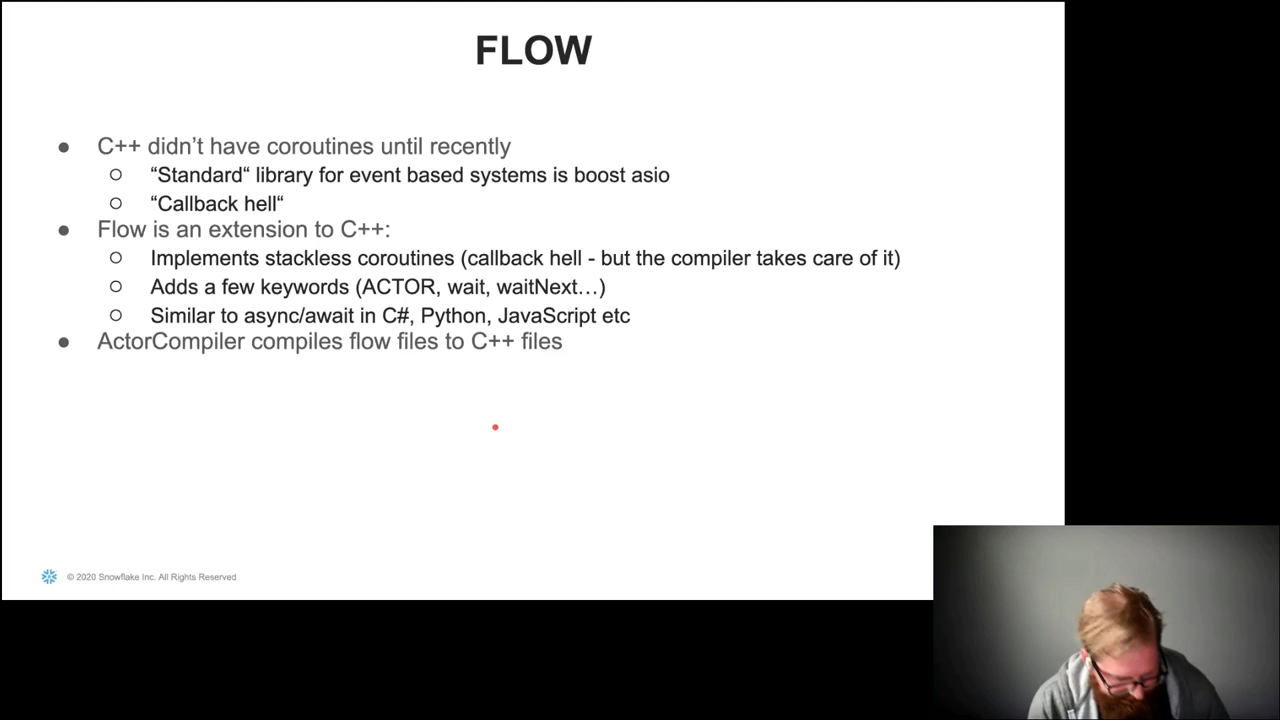 FLOW
● C++ didn’t have coroutines until recently
○ “Standard“ library for event based systems is boost asio
○ “Callback hell“
● Flow is an extension to C++:
○ Implements stackless coroutines (callback hell - but the compiler takes care of it)
○ Adds a few keywords (ACTOR, wait, waitNext…)
○ Similar to async/await in C#, Python, JavaScript etc
● ActorCompiler compiles flow files to C++ files
© 2020 Snowflake Inc. All Rights Reserved